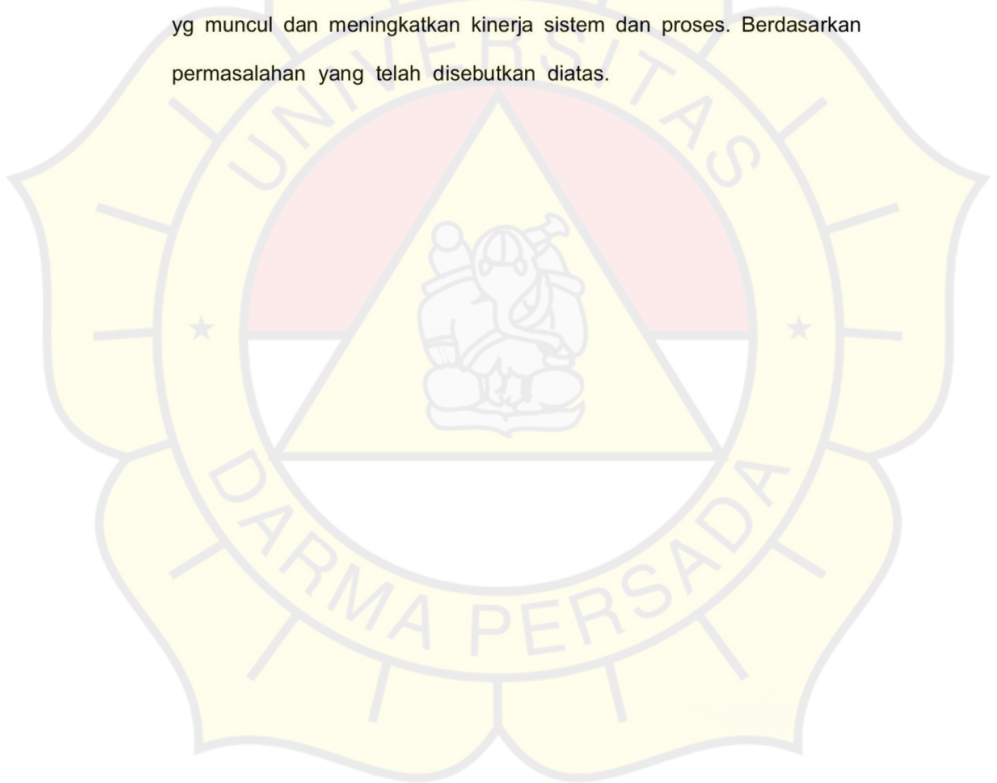 yg muncul dan meningkatkan kinerja sistem dan proses. Berdasarkan
permasalahan yang telah disebutkan diatas.
UNIVERSITAS
DARMA PERSADA